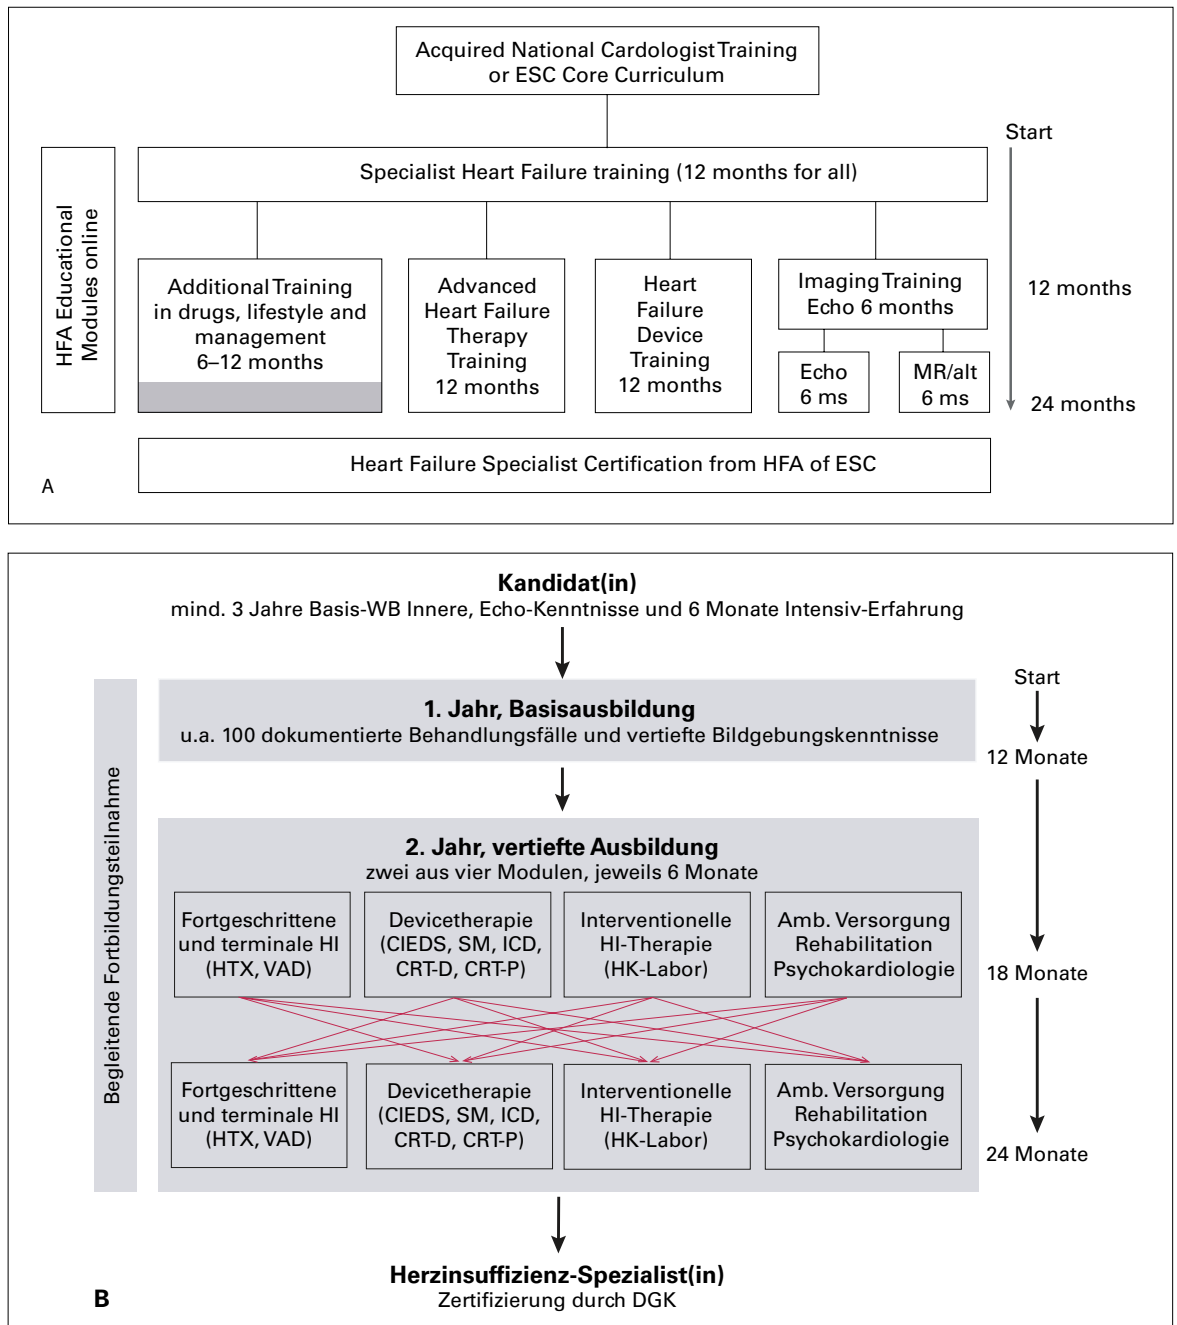 Acquired National Cardologist Training
or ESC Core Curriculum
Start
HFA Educational
Modules online
Specialist Heart Failure training (12 months for all)
Additional Training
in drugs, lifestyle and
management
6–12 months
Advanced
Heart Failure
Therapy
Training
12 months
Heart
Failure
Device
Training
12 months
Imaging Training
Echo 6 months
Echo
6 ms
MR/alt
6 ms
12 months
24 months
Heart Failure Specialist Certification from HFA of ESC
A
Kandidat(in)
mind. 3 Jahre Basis-WB Innere, Echo-Kenntnisse und 6 Monate Intensiv-Erfahrung
Start
Begleitende Fortbildungsteilnahme
1. Jahr, Basisausbildung
u.a. 100 dokumentierte Behandlungsfälle und vertiefte Bildgebungskenntnisse
12 Monate
2. Jahr, vertiefte Ausbildung
zwei aus vier Modulen, jeweils 6 Monate
Fortgeschrittene
und terminale HI
(HTX, VAD)
Devicetherapie
(CIEDS, SM, ICD,
CRT-D, CRT-P)
Interventionelle
HI-Therapie
(HK-Labor)
Amb. Versorgung
Rehabilitation
Psychokardiologie
18 Monate
Fortgeschrittene
und terminale HI
(HTX, VAD)
Devicetherapie
(CIEDS, SM, ICD,
CRT-D, CRT-P)
Interventionelle
HI-Therapie
(HK-Labor)
Amb. Versorgung
Rehabilitation
Psychokardiologie
24 Monate
Herzinsuffizienz-Spezialist(in)
Zertifizierung durch DGK
B